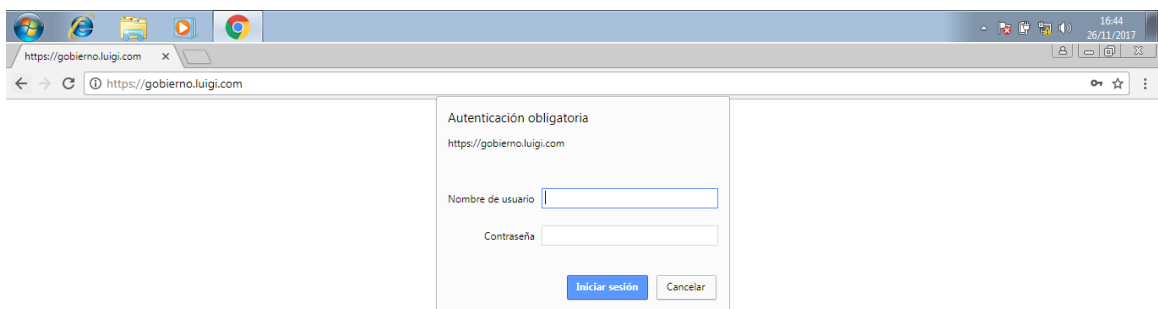 16:44
26/11/2017
https://gobierno.luigi.com
https://gobierno.luigi.com
Autenticación obligatoria
https://gobierno.luigi.com
Nombre de usuario
Contraseña
Iniciar sesión Cancelar